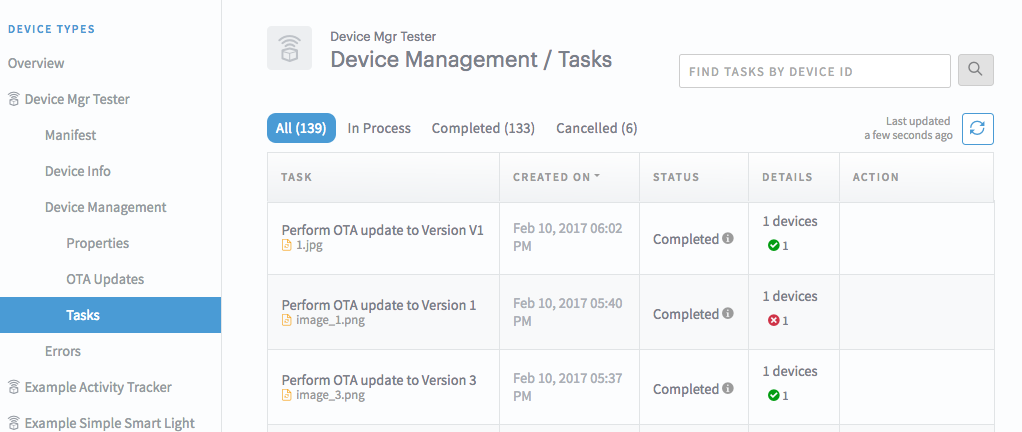 DEVICE TYPES
Overview
Device Mgr Tester
Manifest
Device Info
Device Management
Properties
OTA Updates
Tasks
Errors
Example Activity Tracker
Example Simple Smart Light
Device Mgr Tester
Device Management / Tasks
FIND TASKS BY DEVICE ID
All (139) In Process Completed (133) Cancelled (6)
Last updated
a few seconds ago
TASK CREATED ON STATUS DETAILS ACTION
Perform OTA update to Version V1
1.jpg
Feb 10, 2017 06:02
PM
Completed
1 devices
1
Perform OTA update to Version 1
image_1.png
Feb 10, 2017 05:40
PM
Completed
1 devices
1
Perform OTA update to Version 3
image_3.png
Feb 10, 2017 05:37
PM
Completed
1 devices
1